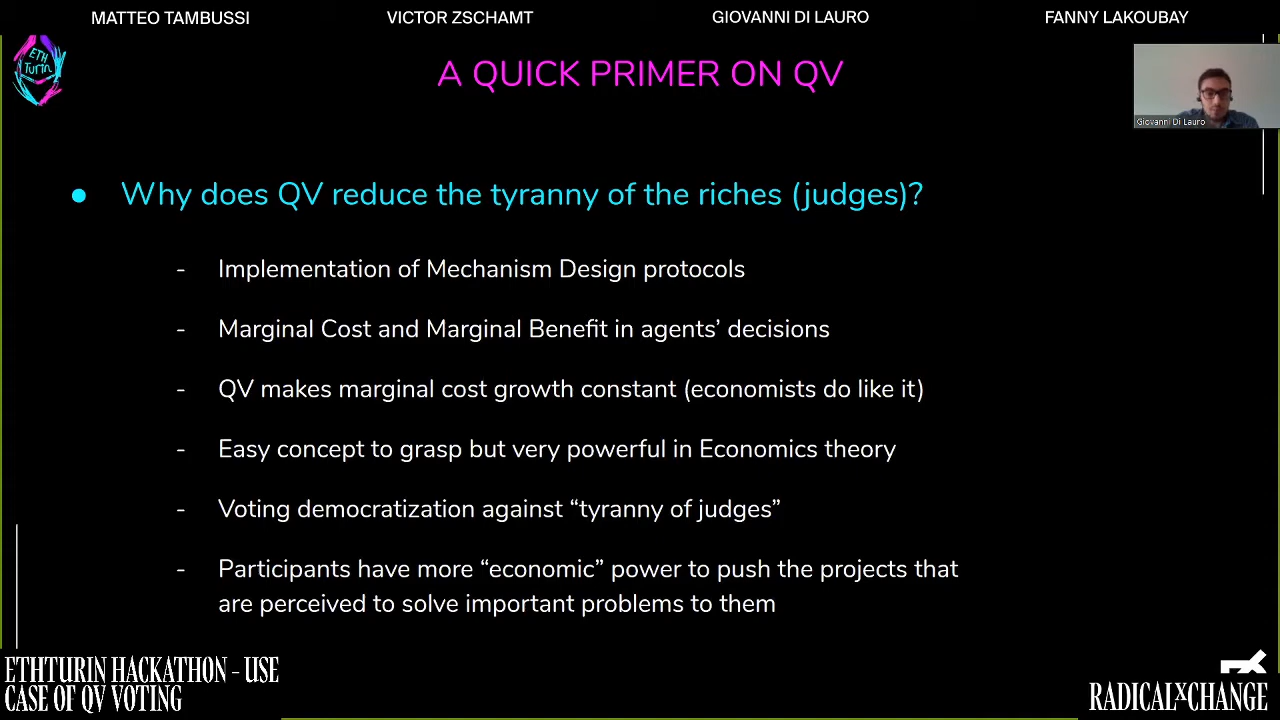 MATTEO TAMBUSSI
VICTOR ZSCHAMT
GIOVANNI DI LAURO
FANNY LAKOUBAY
ETH
Turin
A QUICK PRIMER ON QV
Giovanni Di Lauro
● Why does QV reduce the tyranny of the riches (judges)?
- Implementation of Mechanism Design protocols
- Marginal Cost and Marginal Benefit in agents’ decisions
- QV makes marginal cost growth constant (economists do like it)
- Easy concept to grasp but very powerful in Economics theory
- Voting democratization against “tyranny of judges”
- Participants have more “economic” power to push the projects that
are perceived to solve important problems to them
ETHTURIN HACKATHON - USE
CASE OF QV VOTING
RADICALXCHANGE